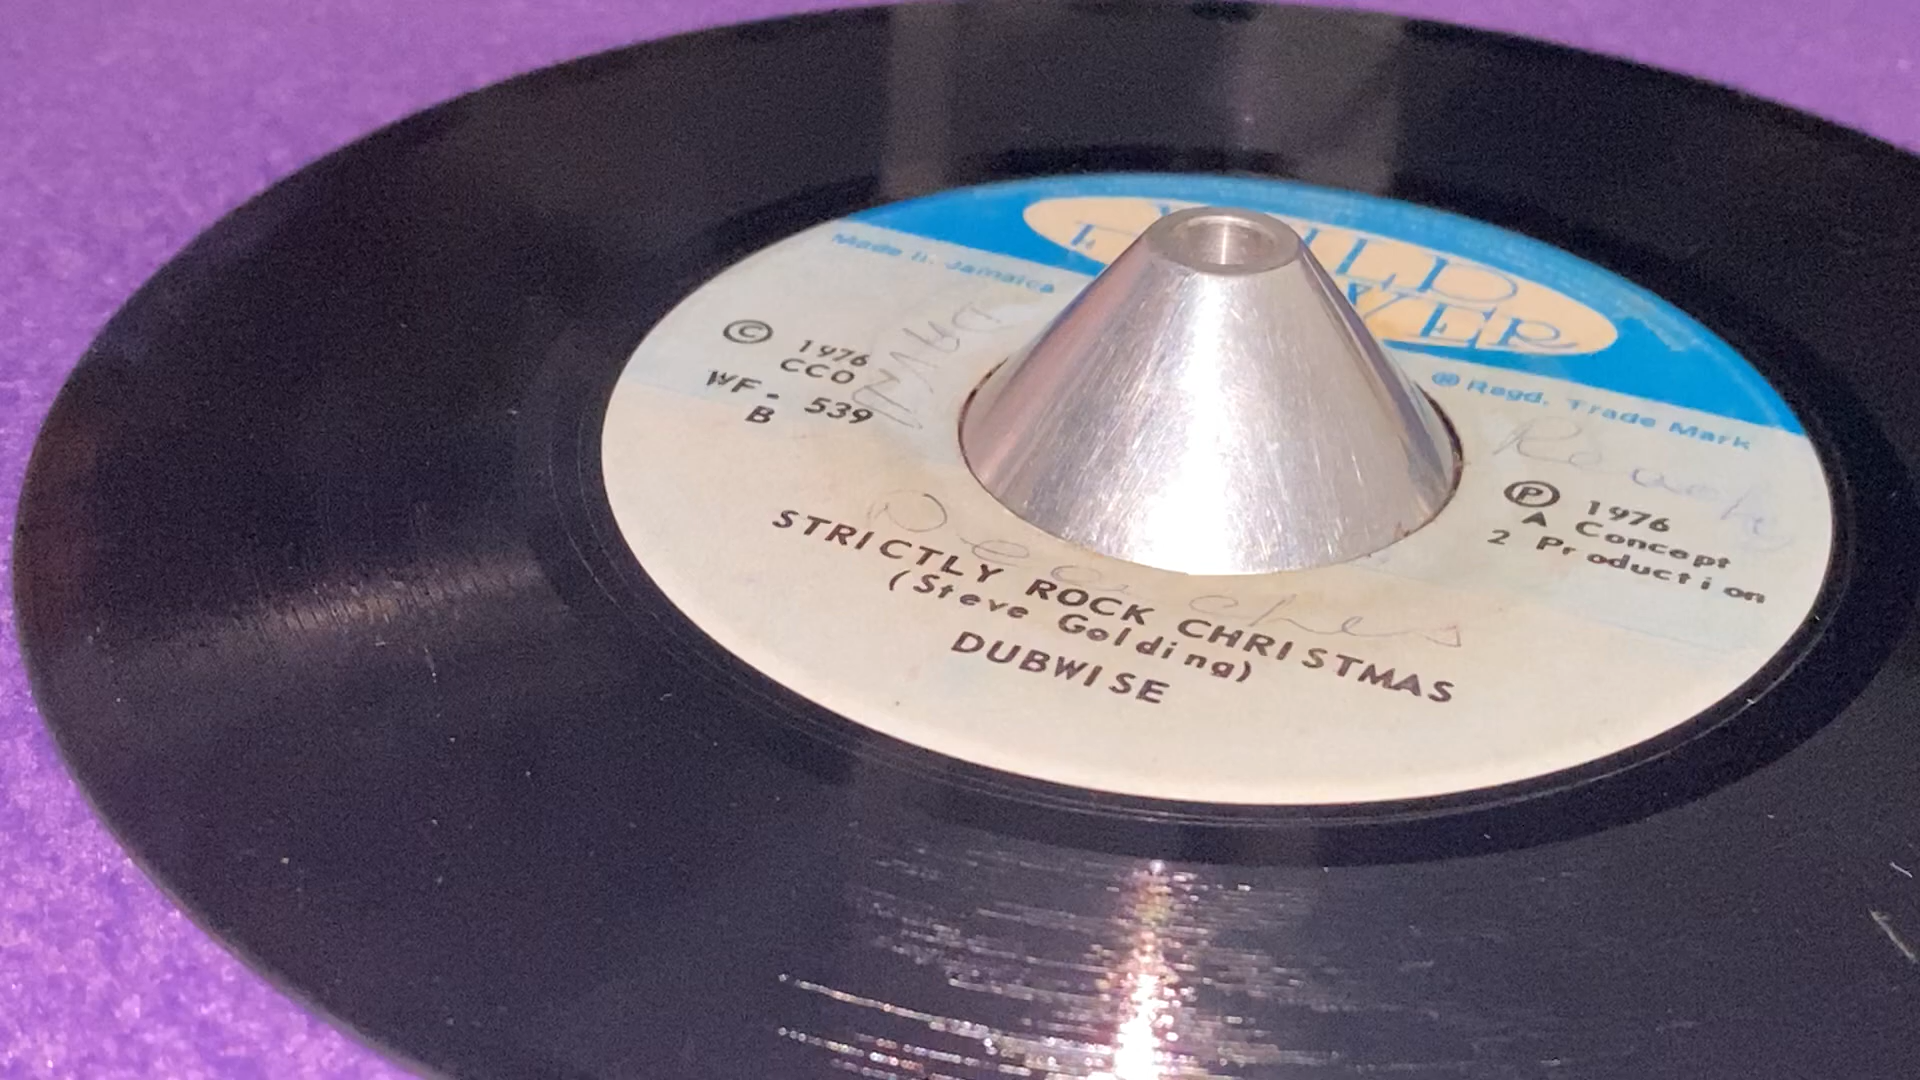 Made in Jamaica
® Regd. Trade Mark
© 1976
CCO
WF - 539
B
Ⓟ 1976
A Concept
2 Production
STRICTLY ROCK CHRISTMAS
(Steve Golding)
DUBWISE